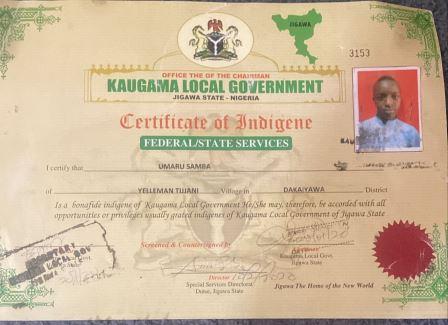 JIGAWA
3153
OFFICE THE OF THE CHAIRMAN
KAUGAMA LOCAL GOVERNMENT
JIGAWA STATE - NIGERIA
Certificate of Indigene
FEDERAL/STATE SERVICES
I certify that UMARU SAMBA
of YELLEMAN TIJJANI Village in DAKAIYAWA District
Is a bonafide indigene of Kaugama Local Government He/She may, therefore, be accorded with all
opportunities or privileges usually grated indigenes of Kaugama Local Government of Jigawa State
Screened & Countersigned by
Kaugama Local Govt.
Jigawa State
Director
Special Services Directorat
Dutse, Jigawa State
Jigawa The Home of the New World